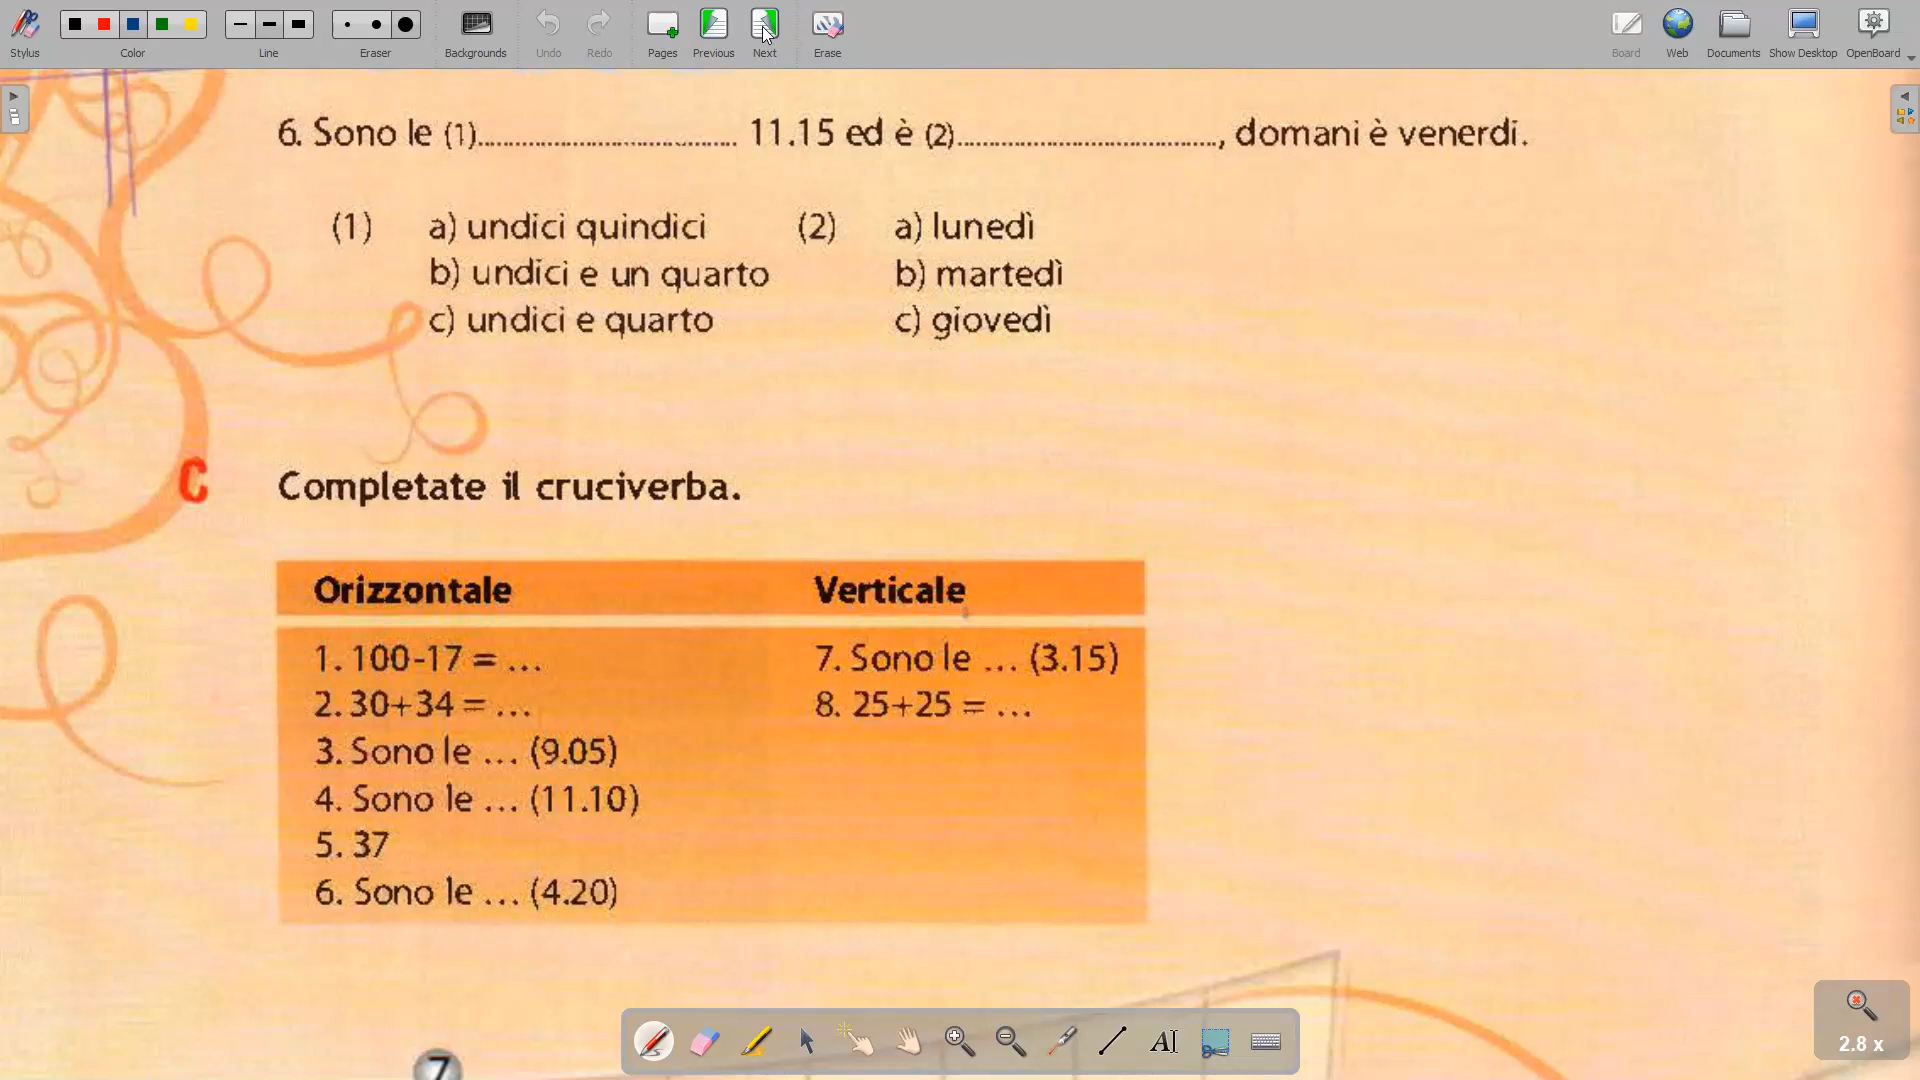 Stylus
Color
Line
Eraser
Backgrounds
Undo
Redo
Pages
Previous
Next
Erase
Board
Web
Documents
Show Desktop
OpenBoard
6. Sono le (1)................................ 11.15 ed è (2)................................, domani è venerdì.
(1) a) undici quindici (2) a) lunedì
b) undici e un quarto b) martedì
c) undici e quarto c) giovedì
C Completate il cruciverba.
Orizzontale Verticale
1. 100-17 = ... 7. Sono le ... (3.15)
2. 30+34 = ... 8. 25+25 = ...
3. Sono le ... (9.05)
4. Sono le ... (11.10)
5. 37
6. Sono le ... (4.20)
7
AI
2.8 x